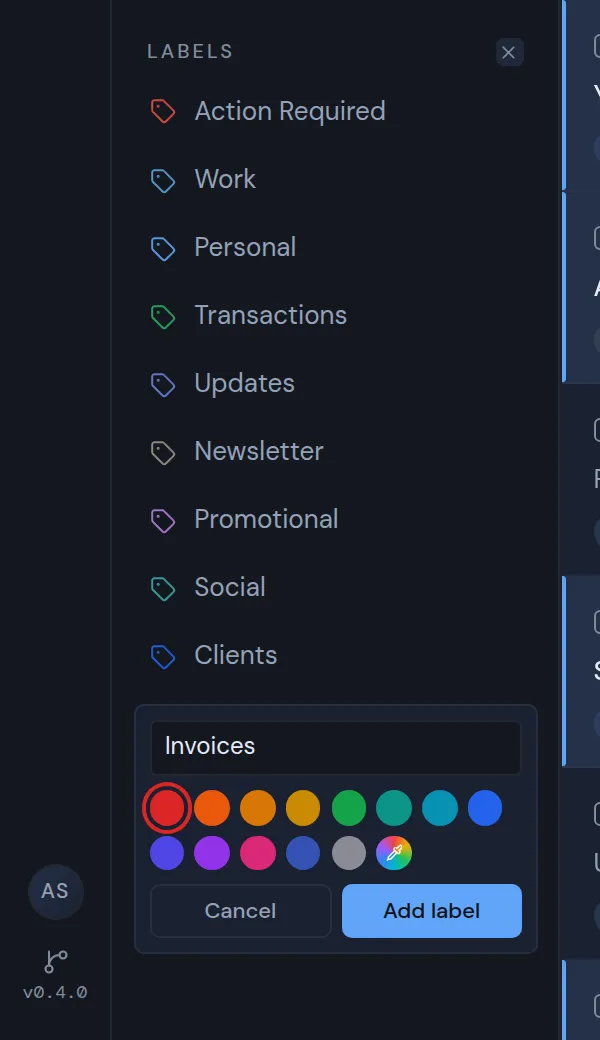 LABELS
Action Required
Work
Personal
Transactions
Updates
Newsletter
Promotional
Social
Clients
Invoices
Cancel
Add label
AS
v0.4.0